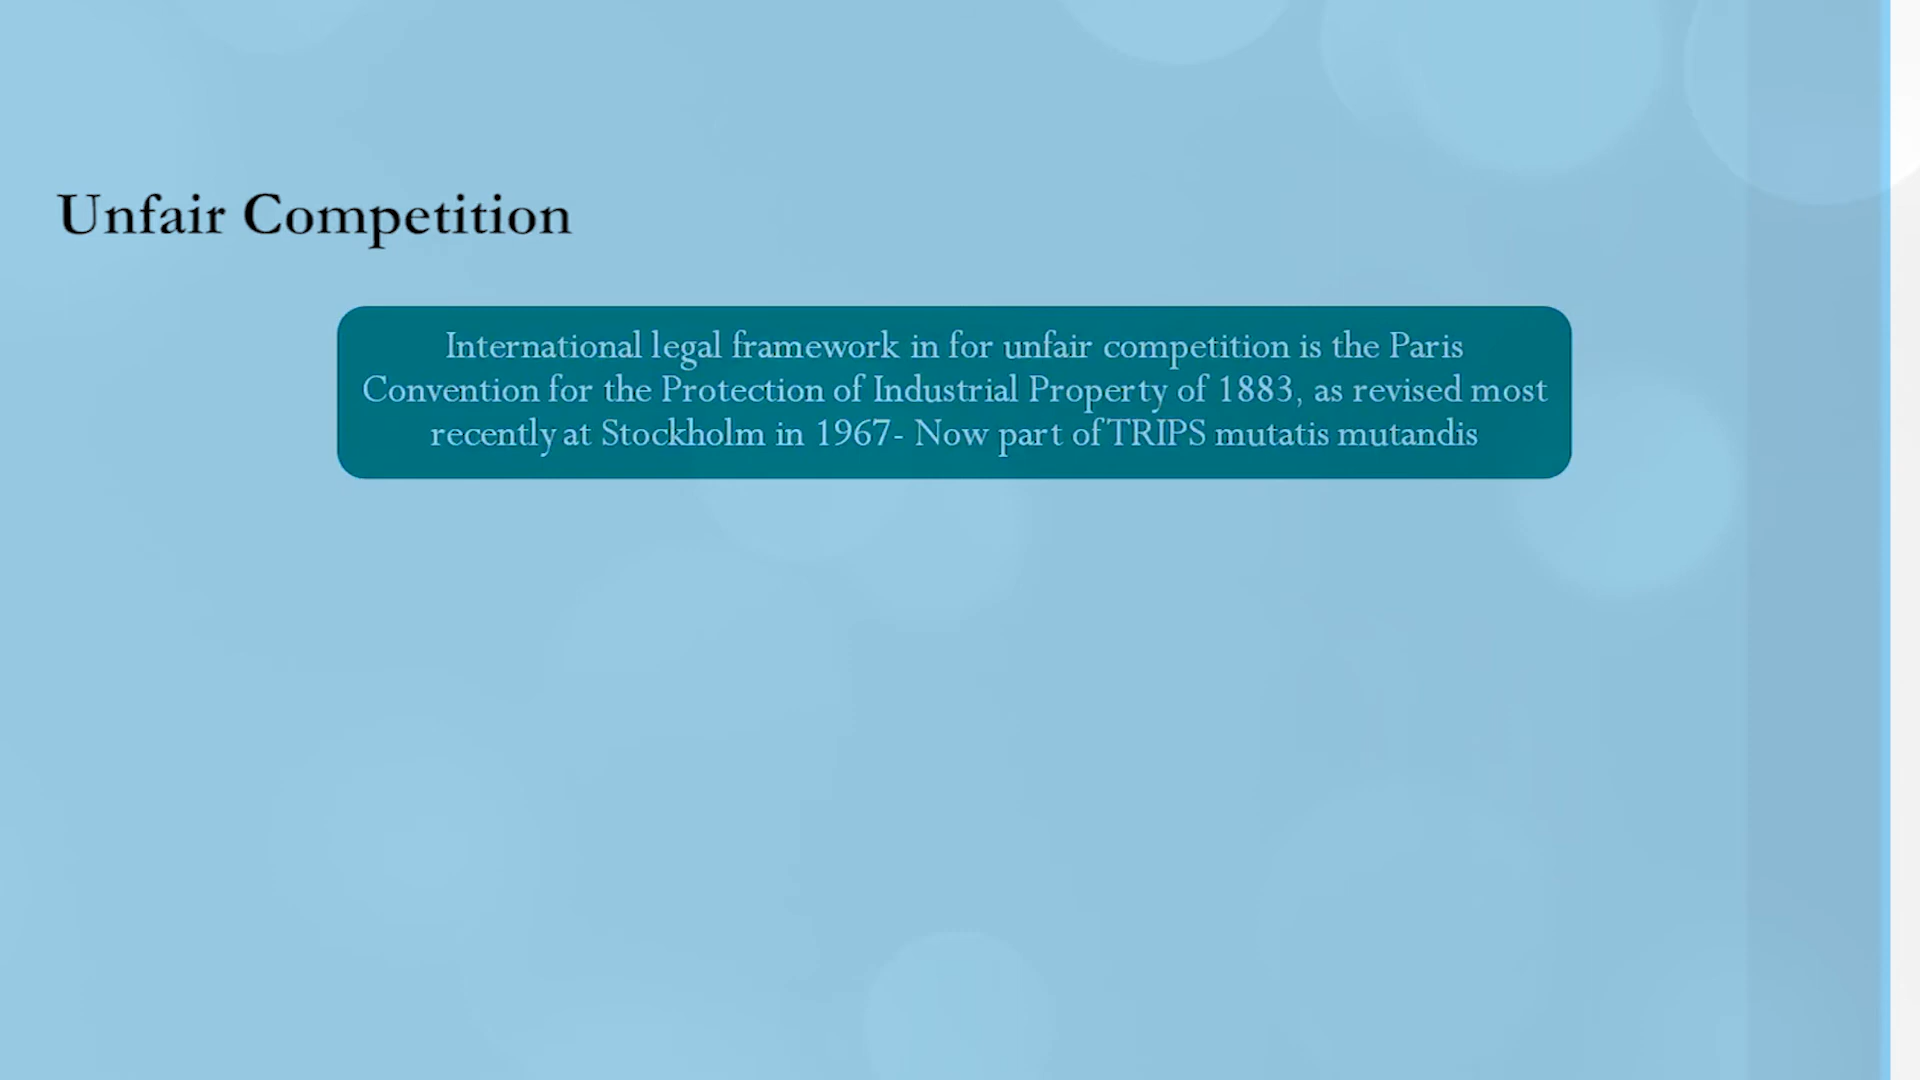 Unfair Competition
International legal framework in for unfair competition is the Paris
Convention for the Protection of Industrial Property of 1883, as revised most
recently at Stockholm in 1967- Now part of TRIPS mutatis mutandis